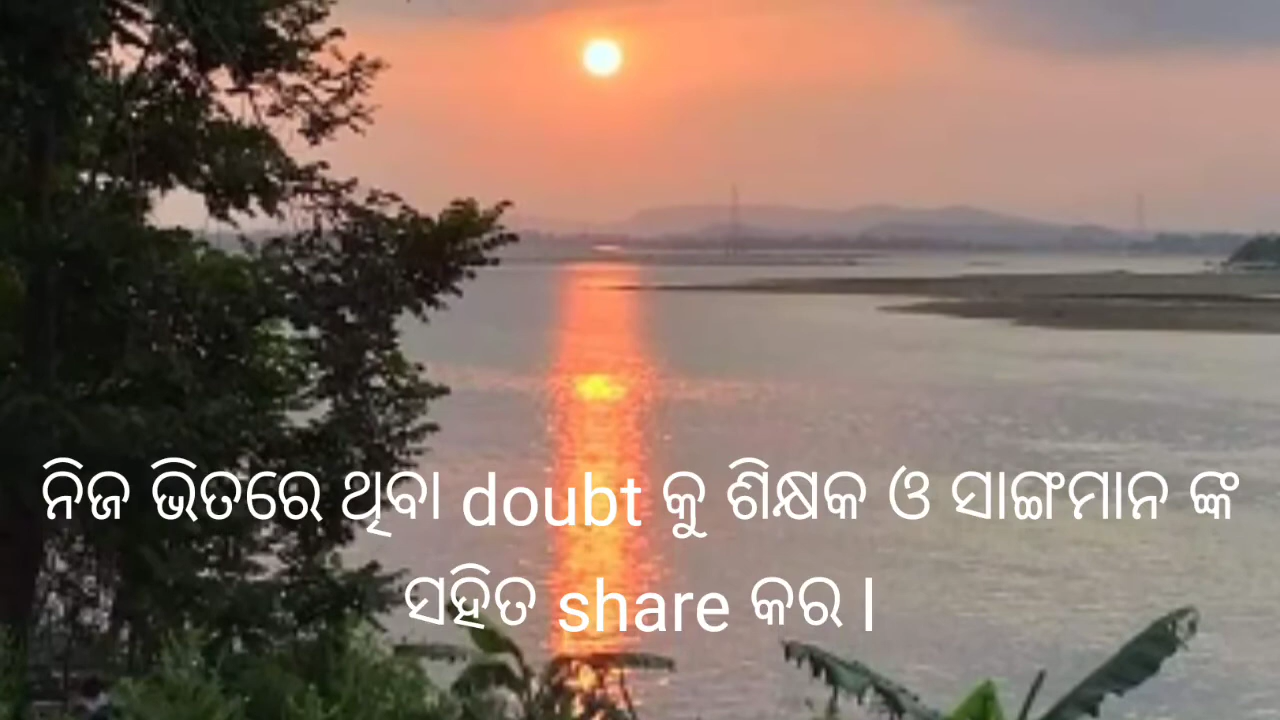 ନିଜ ଭିତରେ ଥିବା doubt କୁ ଶିକ୍ଷକ ଓ ସାଙ୍ଗମାନ ଙ୍କ
ସହିତ share କର |